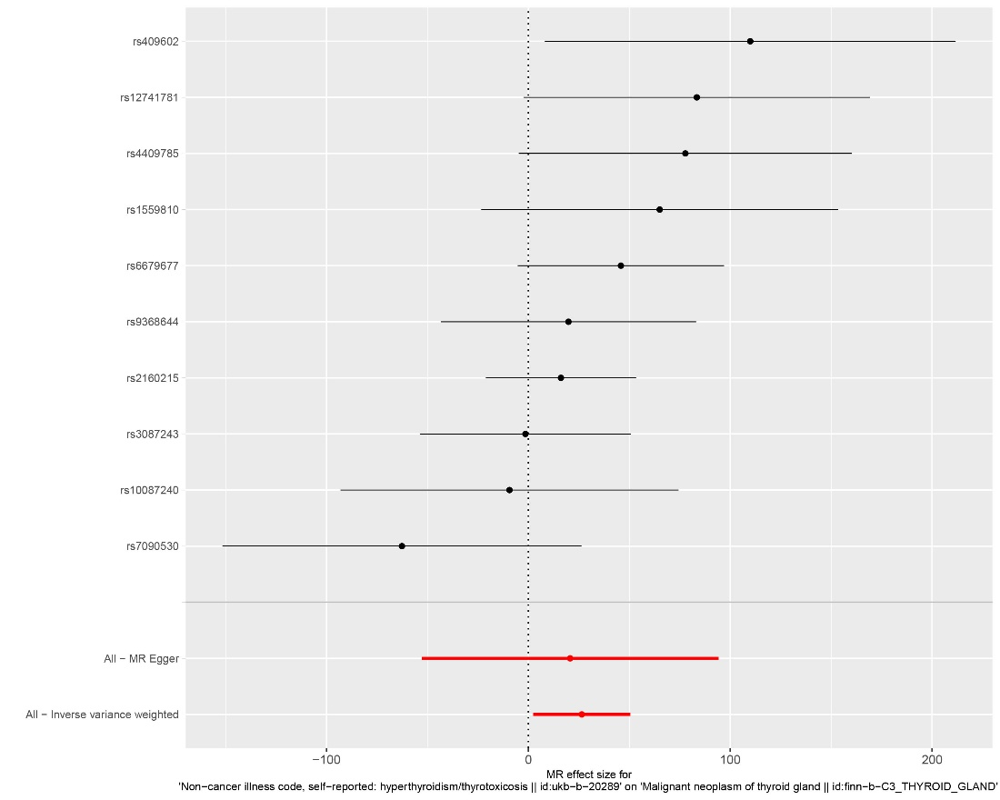 rs409602
rs12741781
rs4409785
rs1559810
rs6679677
rs9368644
rs2160215
rs3087243
rs10087240
rs7090530
All − MR Egger
All − Inverse variance weighted
−100 0 100 200
MR effect size for
'Non−cancer illness code, self−reported: hyperthyroidism/thyrotoxicosis || id:ukb−b−20289' on 'Malignant neoplasm of thyroid gland || id:finn−b−C3_THYROID_GLAND'